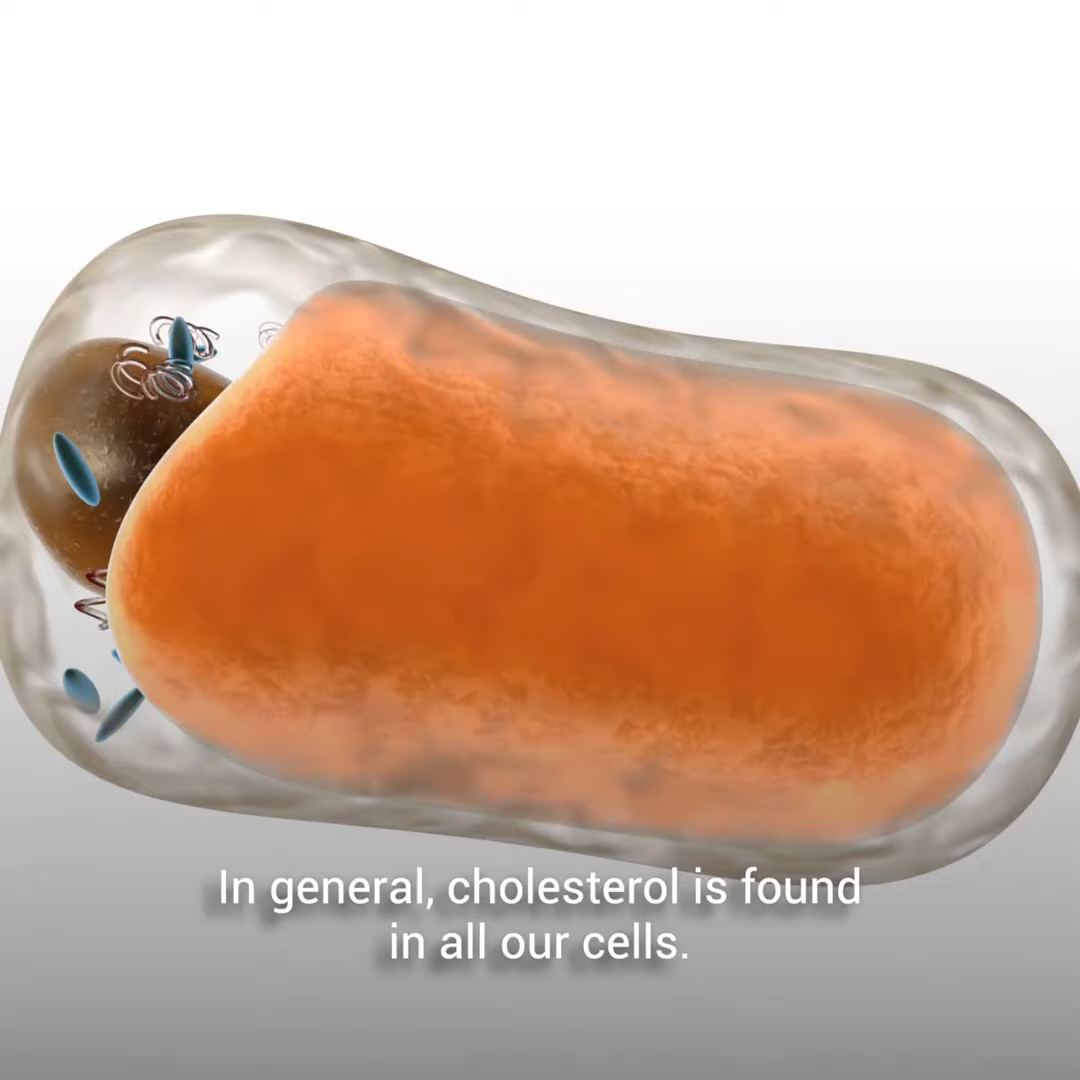 In general, cholesterol is found
in all our cells.